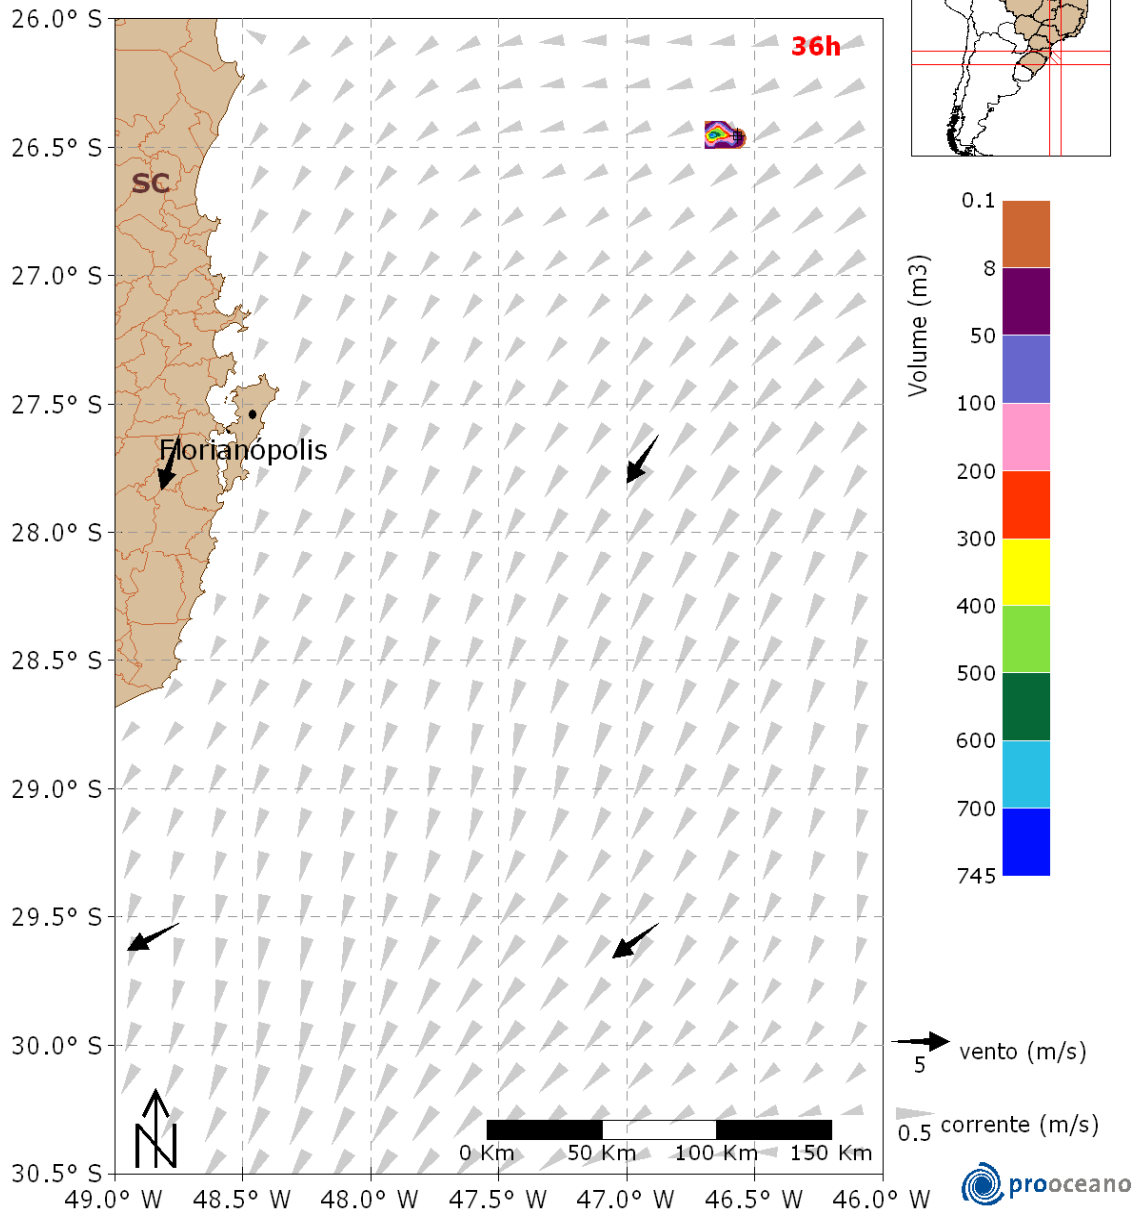 26.0° S
36h
26.5° S
SC
0.1
27.0° S
8
Volume (m3)
50
27.5° S
100
Florianópolis
200
28.0° S
300
400
28.5° S
500
600
29.0° S
700
745
29.5° S
30.0° S
vento (m/s)
5
N
corrente (m/s)
0.5
0 Km 50 Km 100 Km 150 Km
30.5° S
prooceano
49.0° W 48.5° W 48.0° W 47.5° W 47.0° W 46.5° W 46.0° W